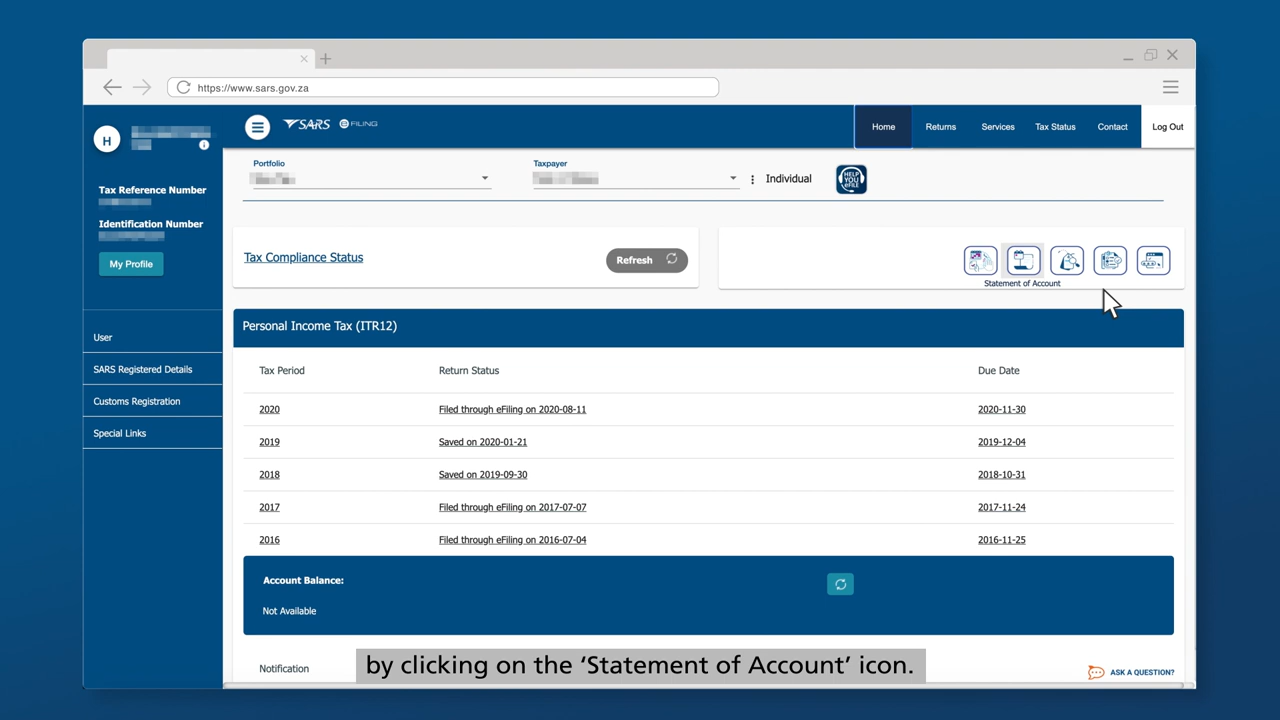 https://www.sars.gov.za
H
SARS eFILING
Home
Returns
Services
Tax Status
Contact
Log Out
Portfolio
Taxpayer
Individual
HELP YOU eFILE
Tax Reference Number
Identification Number
My Profile
User
SARS Registered Details
Customs Registration
Special Links
Tax Compliance Status
Refresh
Statement of Account
Personal Income Tax (ITR12)
Tax Period Return Status Due Date
2020 Filed through eFiling on 2020-08-11 2020-11-30
2019 Saved on 2020-01-21 2019-12-04
2018 Saved on 2019-09-30 2018-10-31
2017 Filed through eFiling on 2017-07-07 2017-11-24
2016 Filed through eFiling on 2016-07-04 2016-11-25
Account Balance:
Not Available
Notification
by clicking on the ‘Statement of Account’ icon.
ASK A QUESTION?